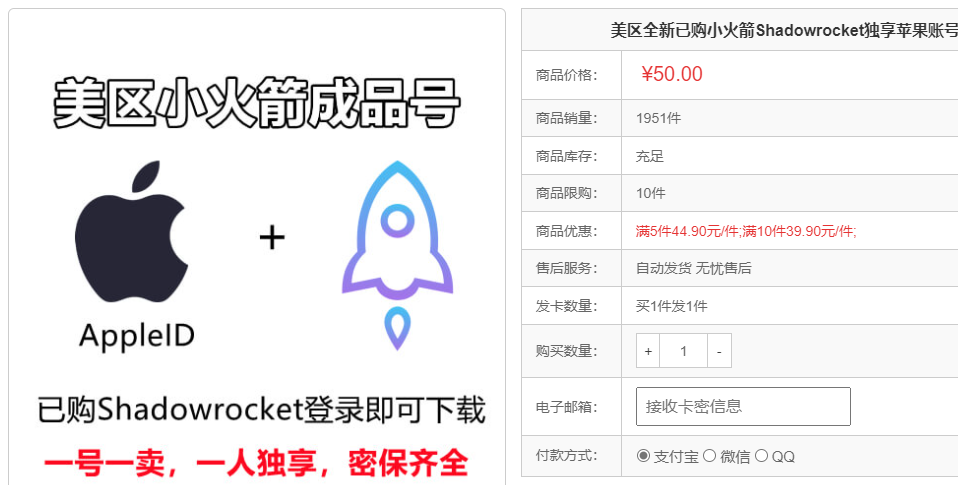 美区小火箭成品号
+
AppleID
已购Shadowrocket登录即可下载
一号一卖，一人独享，密保齐全
美区全新已购小火箭Shadowrocket独享苹果账号
商品价格： ¥50.00
商品销量： 1951件
商品库存： 充足
商品限购： 10件
商品优惠： 满5件44.90元/件;满10件39.90元/件;
售后服务： 自动发货 无忧售后
发卡数量： 买1件发1件
购买数量： + 1 -
电子邮箱： 接收卡密信息
付款方式： 支付宝 微信 QQ